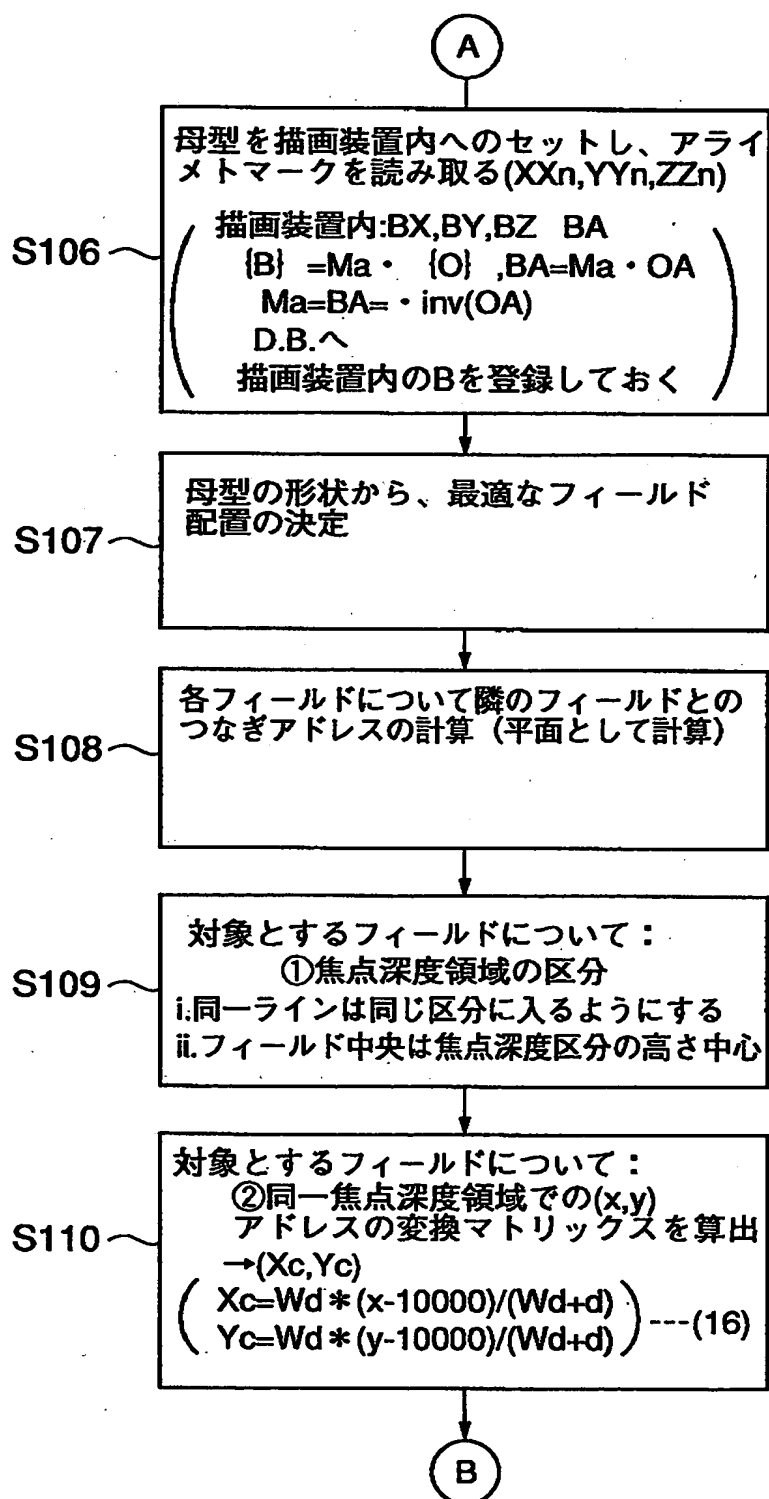 A
母型を描画装置内へのセットし、アライ
メトマークを読み取る(XXn,YYn,ZZn)
S106
描画装置内:BX,BY,BZ BA
{B} =Ma・ {O} ,BA=Ma・OA
Ma=BA=・inv(OA)
D.B.へ
描画装置内のBを登録しておく
S107
母型の形状から、最適なフィールド
配置の決定
S108
各フィールドについて隣のフィールドとの
つなぎアドレスの計算（平面として計算）
S109
対象とするフィールドについて：
①焦点深度領域の区分
i.同一ラインは同じ区分に入るようにする
ii.フィールド中央は焦点深度区分の高さ中心
S110
対象とするフィールドについて：
②同一焦点深度領域での(x,y)
アドレスの変換マトリックスを算出
→(Xc,Yc)
Xc=Wd＊(x-10000)/(Wd+d)
Yc=Wd＊(y-10000)/(Wd+d)
---(16)
B